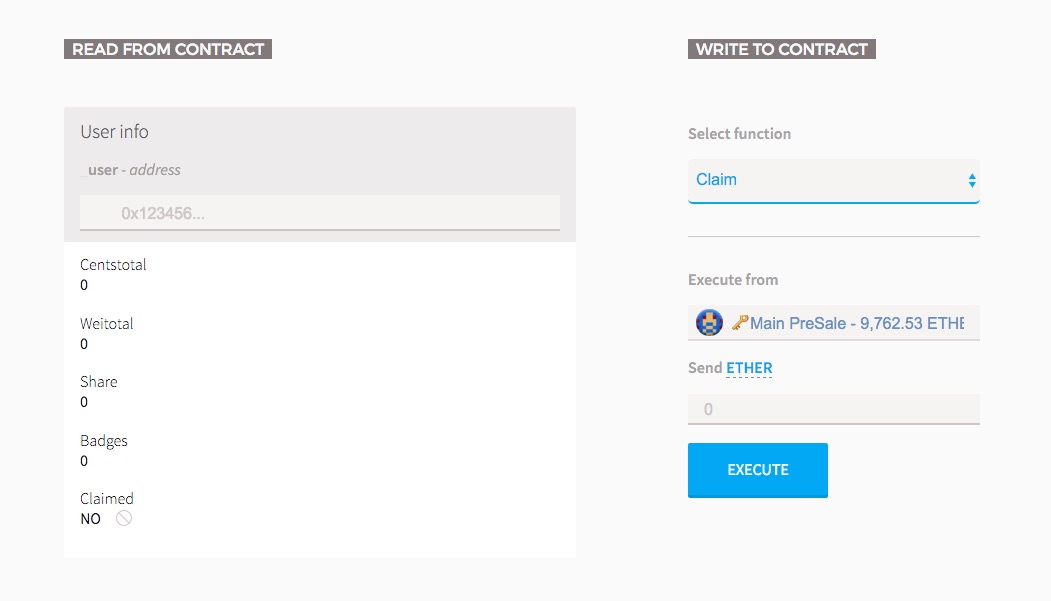 READ FROM CONTRACT
User info
_user - address
0x123456...
Centstotal
0
Weitotal
0
Share
0
Badges
0
Claimed
NO
WRITE TO CONTRACT
Select function
Claim
Execute from
Main PreSale - 9,762.53 ETHE
Send ETHER
0
EXECUTE